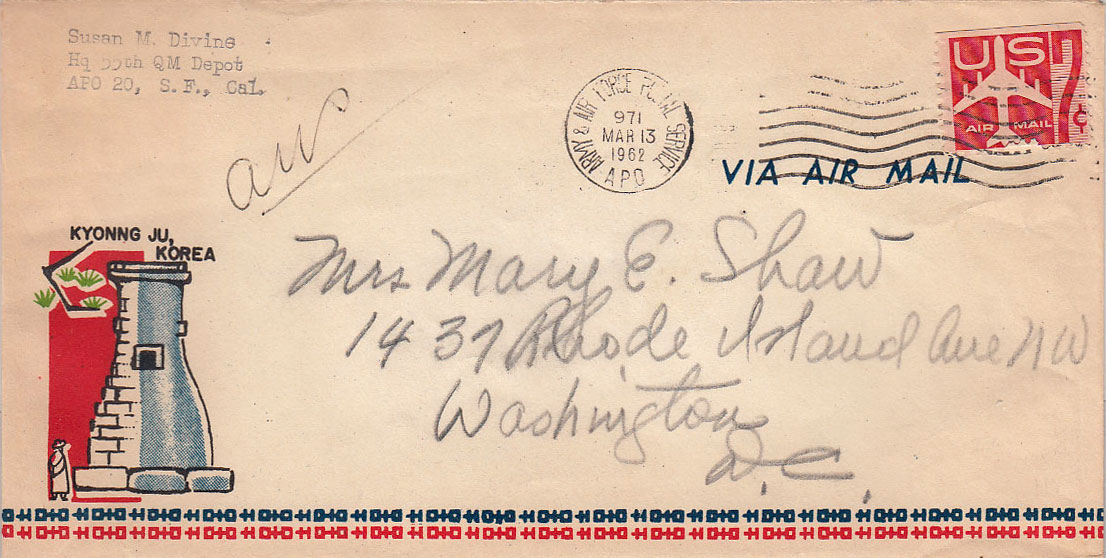 Susan M. Divine
Hq 55th QM Depot
APO 20, S. F., Cal.
ARMY & AIR FORCE POSTAL SERVICE
971
MAR 13
1962
APO
US
7¢
AIR MAIL
VIA AIR MAIL
KYONNG JU,
KOREA
Mrs Mary E. Shaw
1437 Rhode Island Ave NW
Washington
D.C.